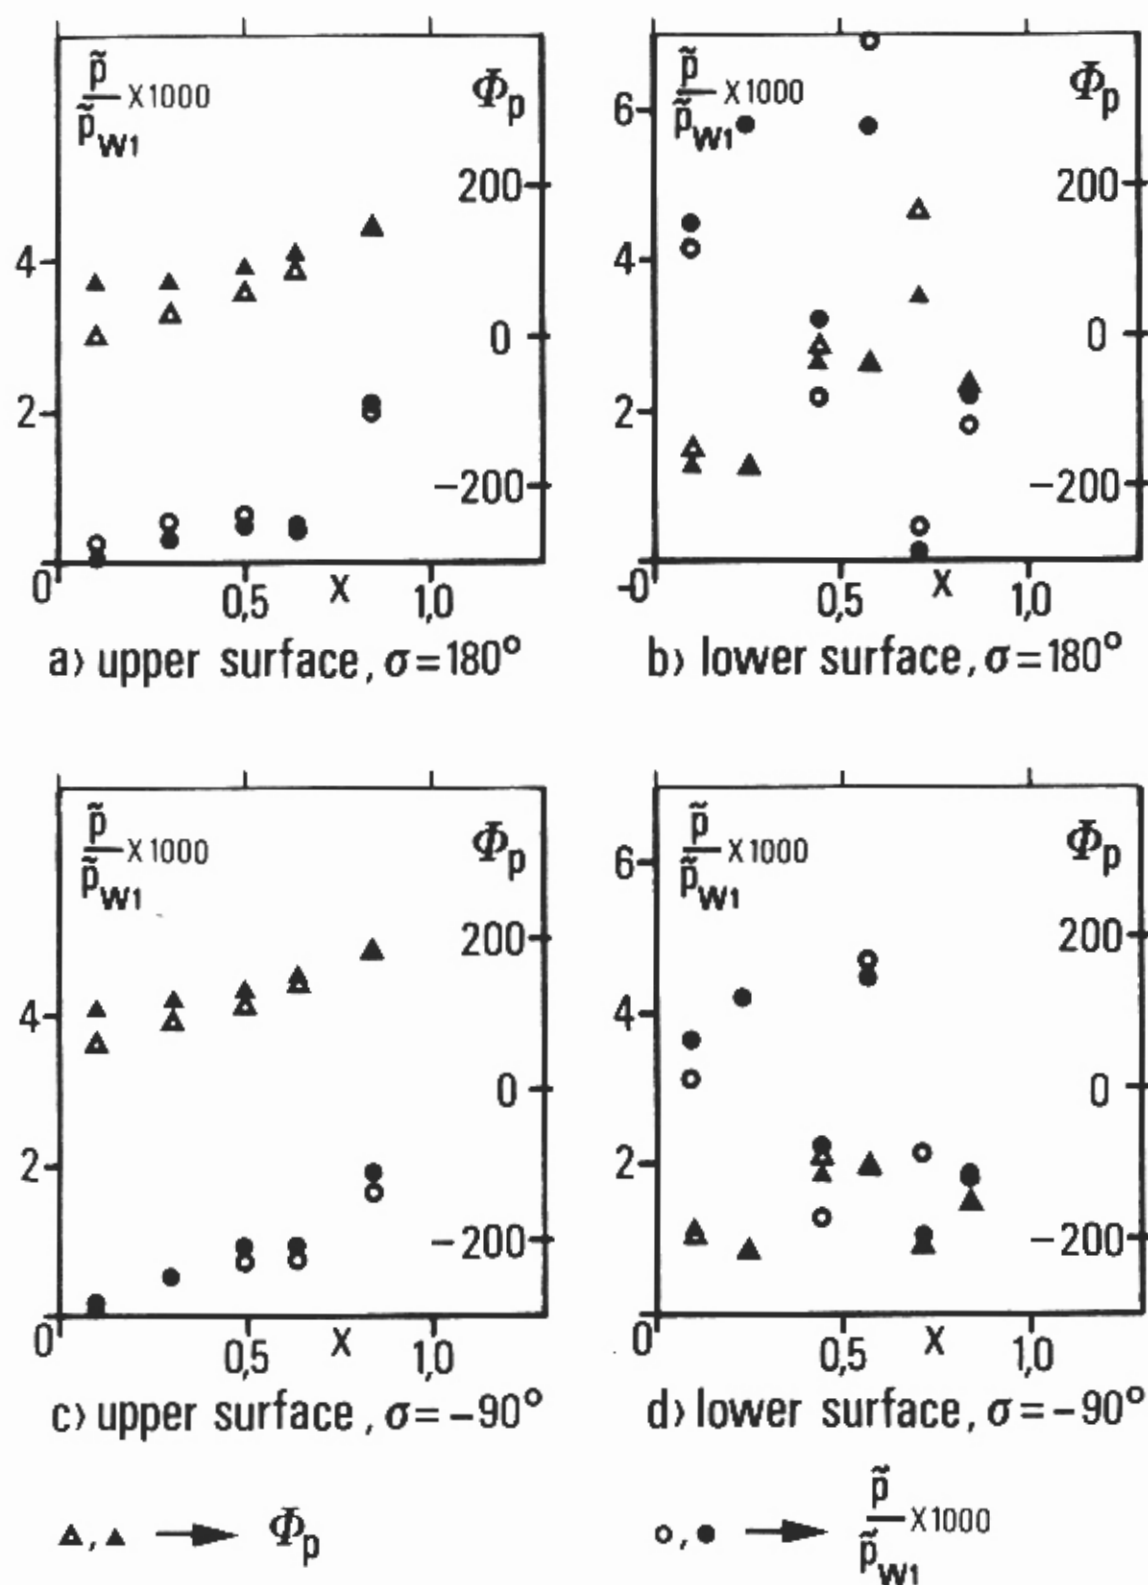 p̃/p̃W1 X1000 Φp
200
4
0
2
-200
0 0,5 X 1,0
a) upper surface, σ=180°
p̃/p̃W1 X1000 Φp
6
200
4
0
2
-200
-0 0,5 X 1,0
b) lower surface, σ=180°
p̃/p̃W1 X1000 Φp
200
4
0
2
-200
0 0,5 X 1,0
c) upper surface, σ=-90°
p̃/p̃W1 X1000 Φp
6
200
4
0
2
-200
0 0,5 X 1,0
d) lower surface, σ=-90°
△, ▲ → Φp
○, ● → p̃/p̃W1 X1000